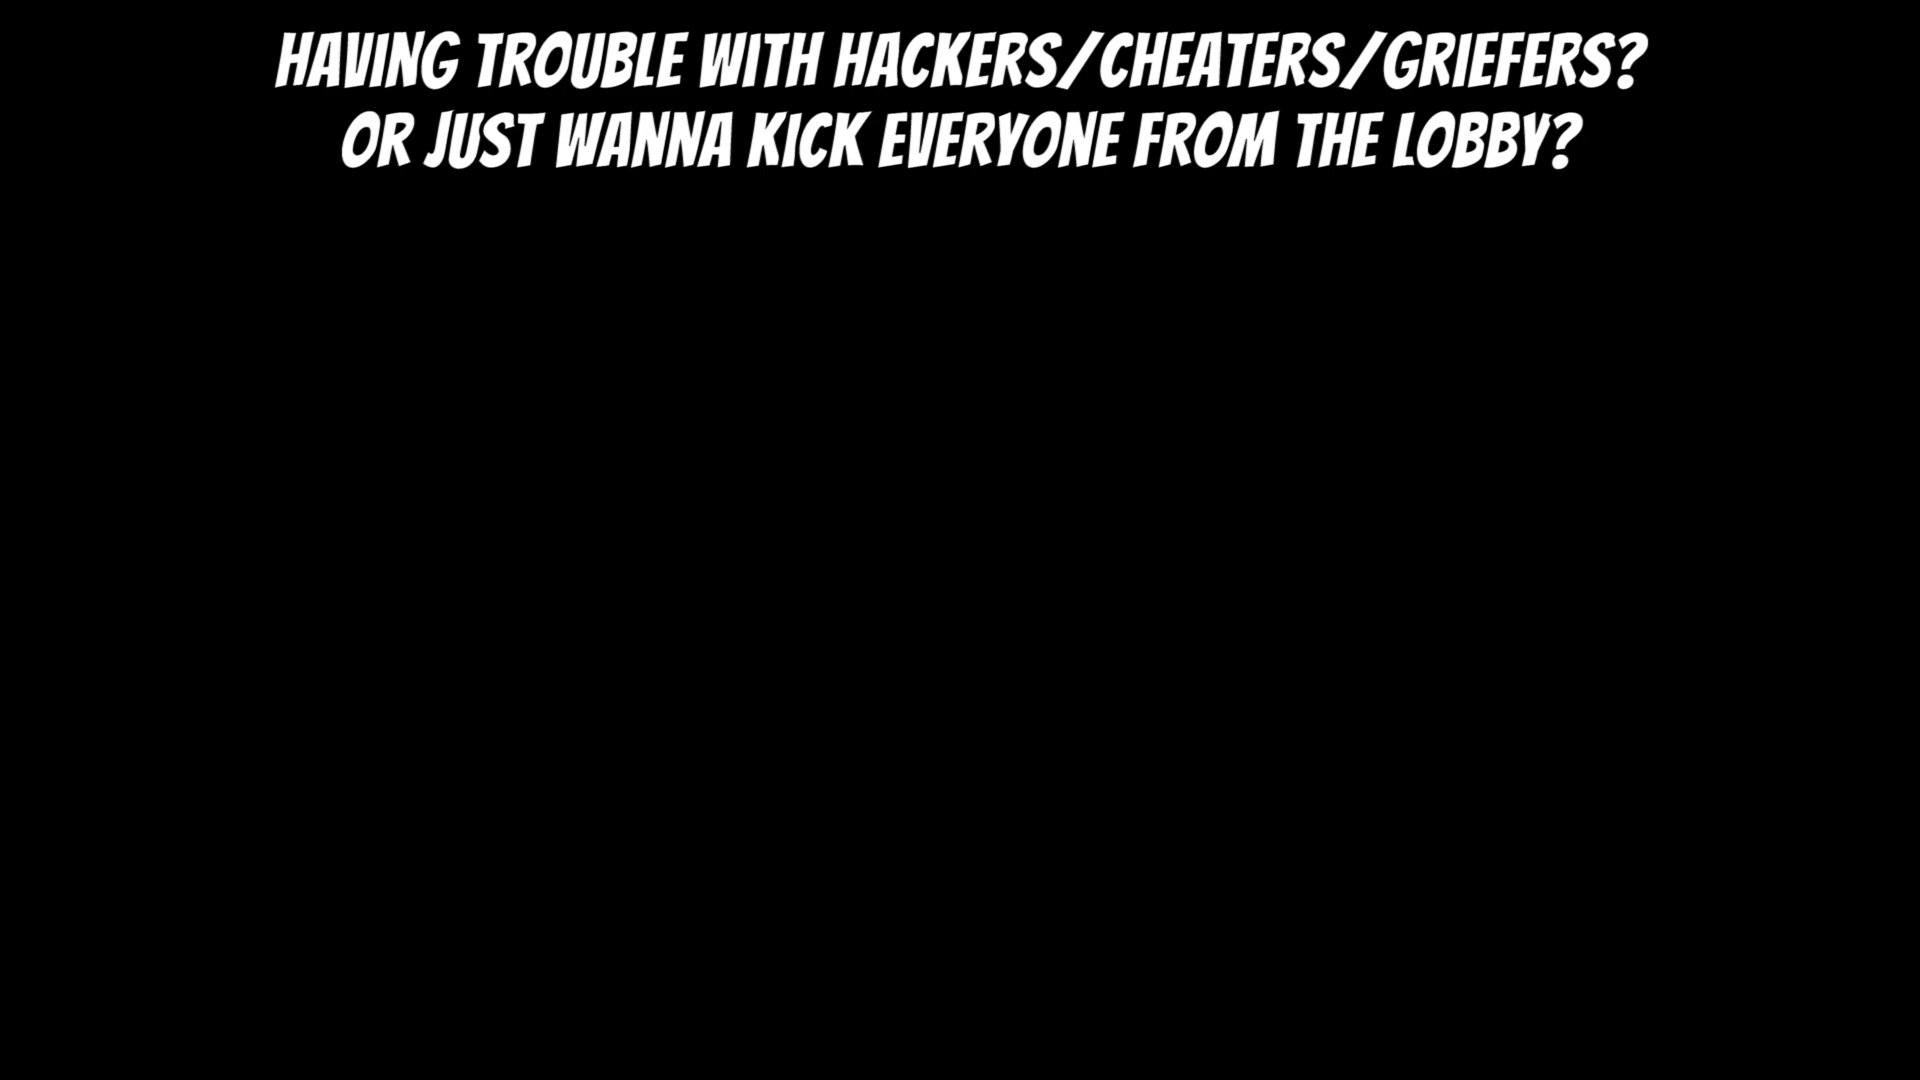 HAVING TROUBLE WITH HACKERS/CHEATERS/GRIEFERS?
OR JUST WANNA KICK EVERYONE FROM THE LOBBY?